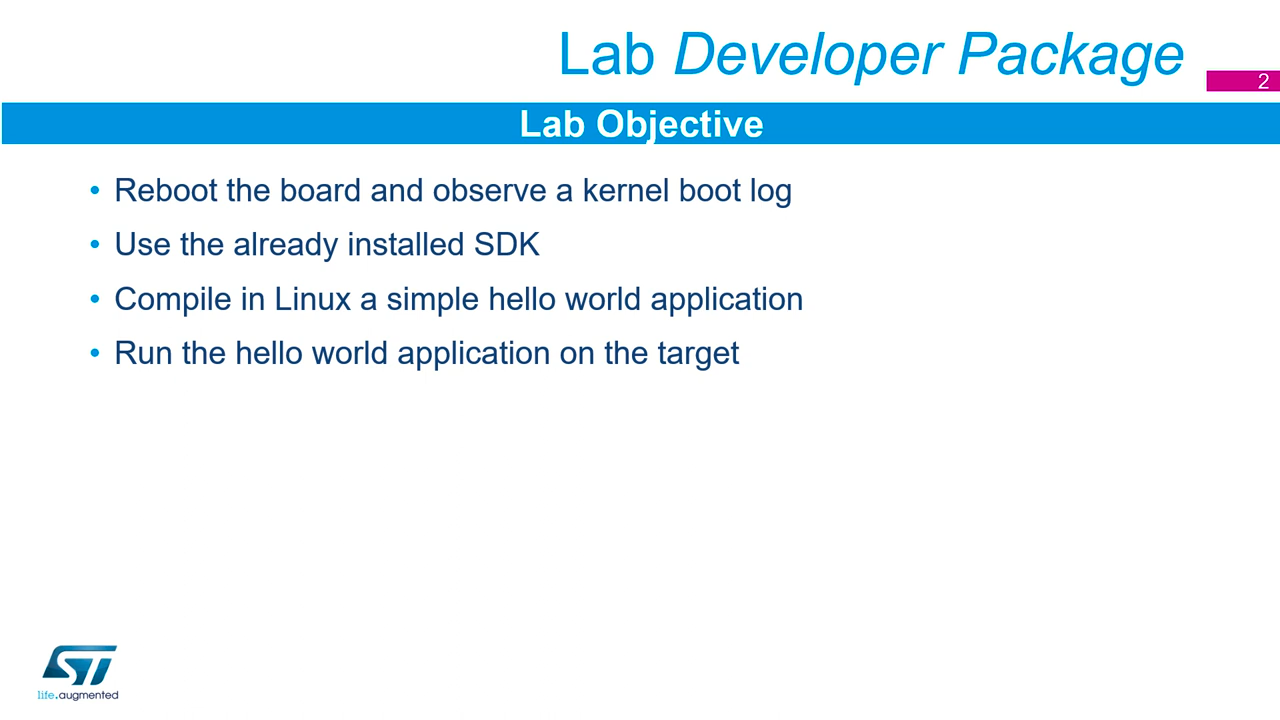 Lab Developer Package
2
Lab Objective
• Reboot the board and observe a kernel boot log
• Use the already installed SDK
• Compile in Linux a simple hello world application
• Run the hello world application on the target
ST
life.augmented